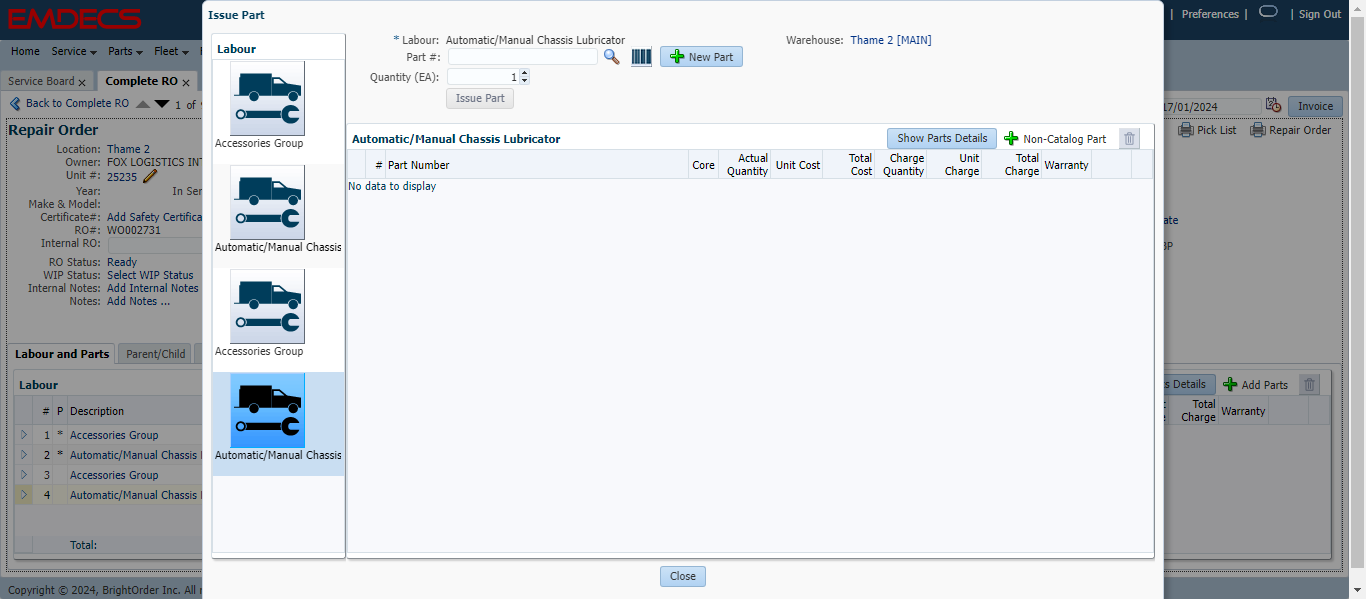 EMDECS
| Preferences | | Sign Out
Home Service Parts Fleet
Service Board x Complete RO x
Back to Complete RO 1 of
17/01/2024 Invoice
Repair Order
Pick List Repair Order
Location: Thame 2
Owner: FOX LOGISTICS INT
Unit #: 25235
Year: In Ser
Make & Model:
Certificate#: Add Safety Certifica
RO#: WO002731
Internal RO:
RO Status: Ready
WIP Status: Select WIP Status
Internal Notes: Add Internal Notes
Notes: Add Notes ...
Labour and Parts Parent/Child
Labour
# P Description
1 * Accessories Group
2 * Automatic/Manual Chassis
3 Accessories Group
4 Automatic/Manual Chassis
Total:
Copyright © 2024, BrightOrder Inc. All
Issue Part
Labour
Accessories Group
Automatic/Manual Chassis
Accessories Group
Automatic/Manual Chassis
* Labour: Automatic/Manual Chassis Lubricator
Warehouse: Thame 2 [MAIN]
Part #: New Part
Quantity (EA): 1
Issue Part
Automatic/Manual Chassis Lubricator Show Parts Details Non-Catalog Part
# Part Number Core Actual Quantity Unit Cost Total Cost Charge Quantity Unit Charge Total Charge Warranty
No data to display
Close
s Details Add Parts
Total Charge Warranty